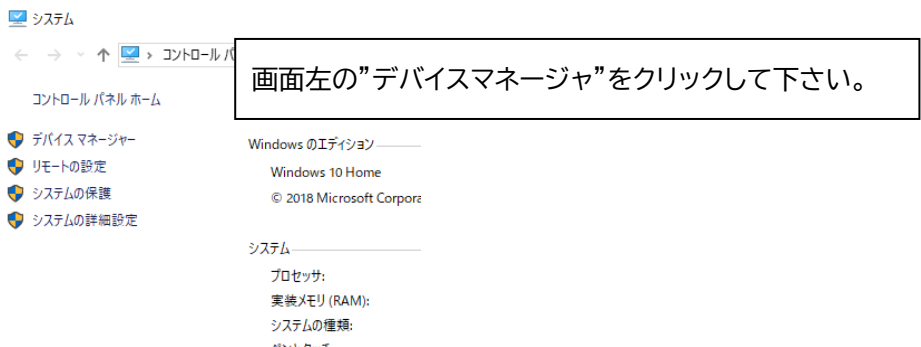 システム
コントロール パ
画面左の”デバイスマネージャ”をクリックして下さい。
コントロール パネル ホーム
デバイス マネージャー
リモートの設定
システムの保護
システムの詳細設定
Windows のエディション
Windows 10 Home
© 2018 Microsoft Corpora
システム
プロセッサ:
実装メモリ (RAM):
システムの種類: